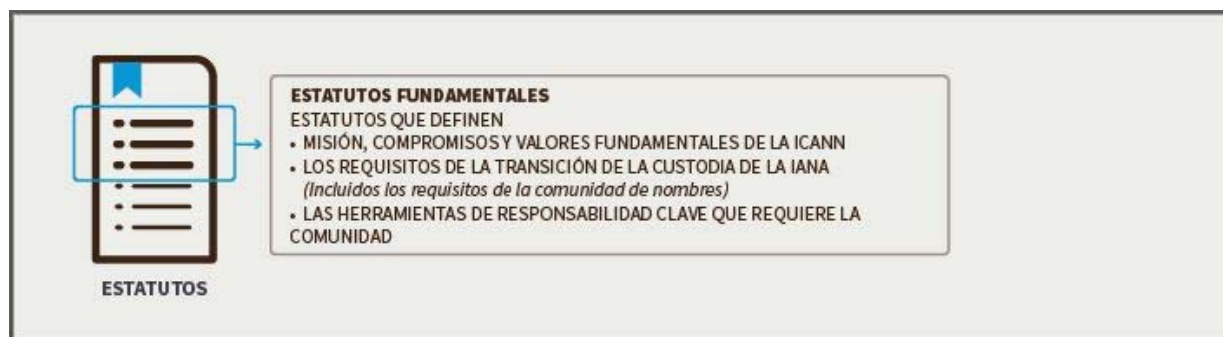 ESTATUTOS FUNDAMENTALES
ESTATUTOS QUE DEFINEN
• MISIÓN, COMPROMISOS Y VALORES FUNDAMENTALES DE LA ICANN
• LOS REQUISITOS DE LA TRANSICIÓN DE LA CUSTODIA DE LA IANA
(Incluidos los requisitos de la comunidad de nombres)
• LAS HERRAMIENTAS DE RESPONSABILIDAD CLAVE QUE REQUIERE LA
COMUNIDAD
ESTATUTOS